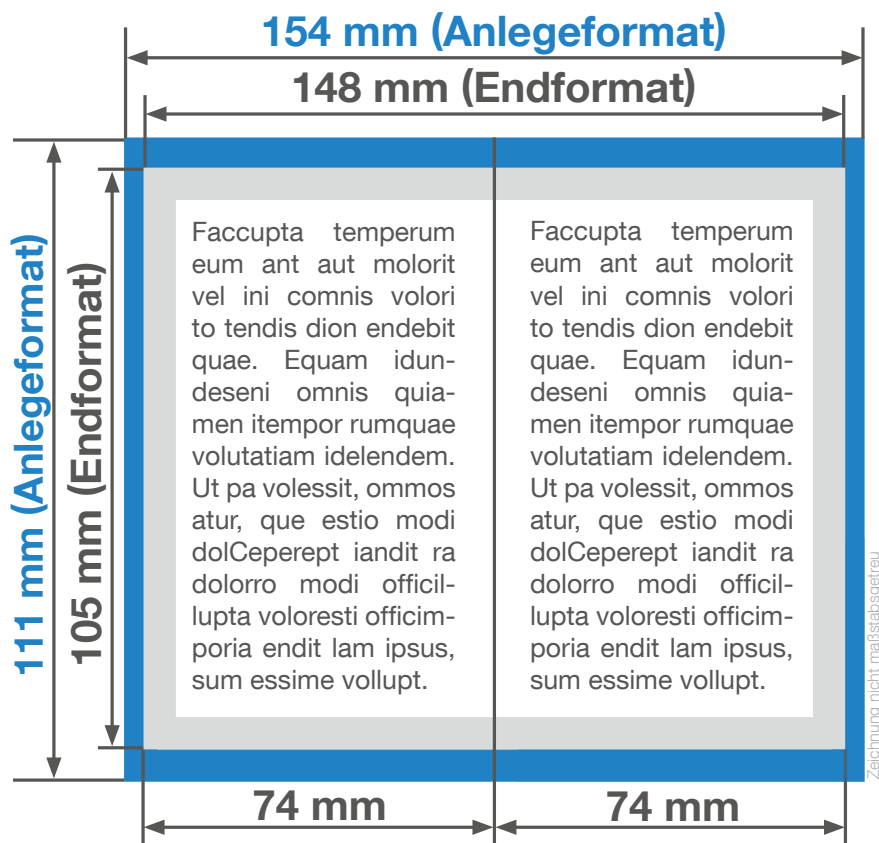 154 mm (Anlegeformat)
148 mm (Endformat)
111 mm (Anlegeformat)
105 mm (Endformat)
Faccupta temperum
eum ant aut molorit
vel ini comnis volori
to tendis dion endebit
quae. Equam idun-
deseni omnis quia-
men itempor rumquae
volutatiam idelendem.
Ut pa volessit, ommos
atur, que estio modi
dolCeperept iandit ra
dolorro modi officil-
lupta voloresti officim-
poria endit lam ipsus,
sum essime vollupt.
Faccupta temperum
eum ant aut molorit
vel ini comnis volori
to tendis dion endebit
quae. Equam idun-
deseni omnis quia-
men itempor rumquae
volutatiam idelendem.
Ut pa volessit, ommos
atur, que estio modi
dolCeperept iandit ra
dolorro modi officil-
lupta voloresti officim-
poria endit lam ipsus,
sum essime vollupt.
Zeichnung nicht maßstabsgetreu
74 mm
74 mm